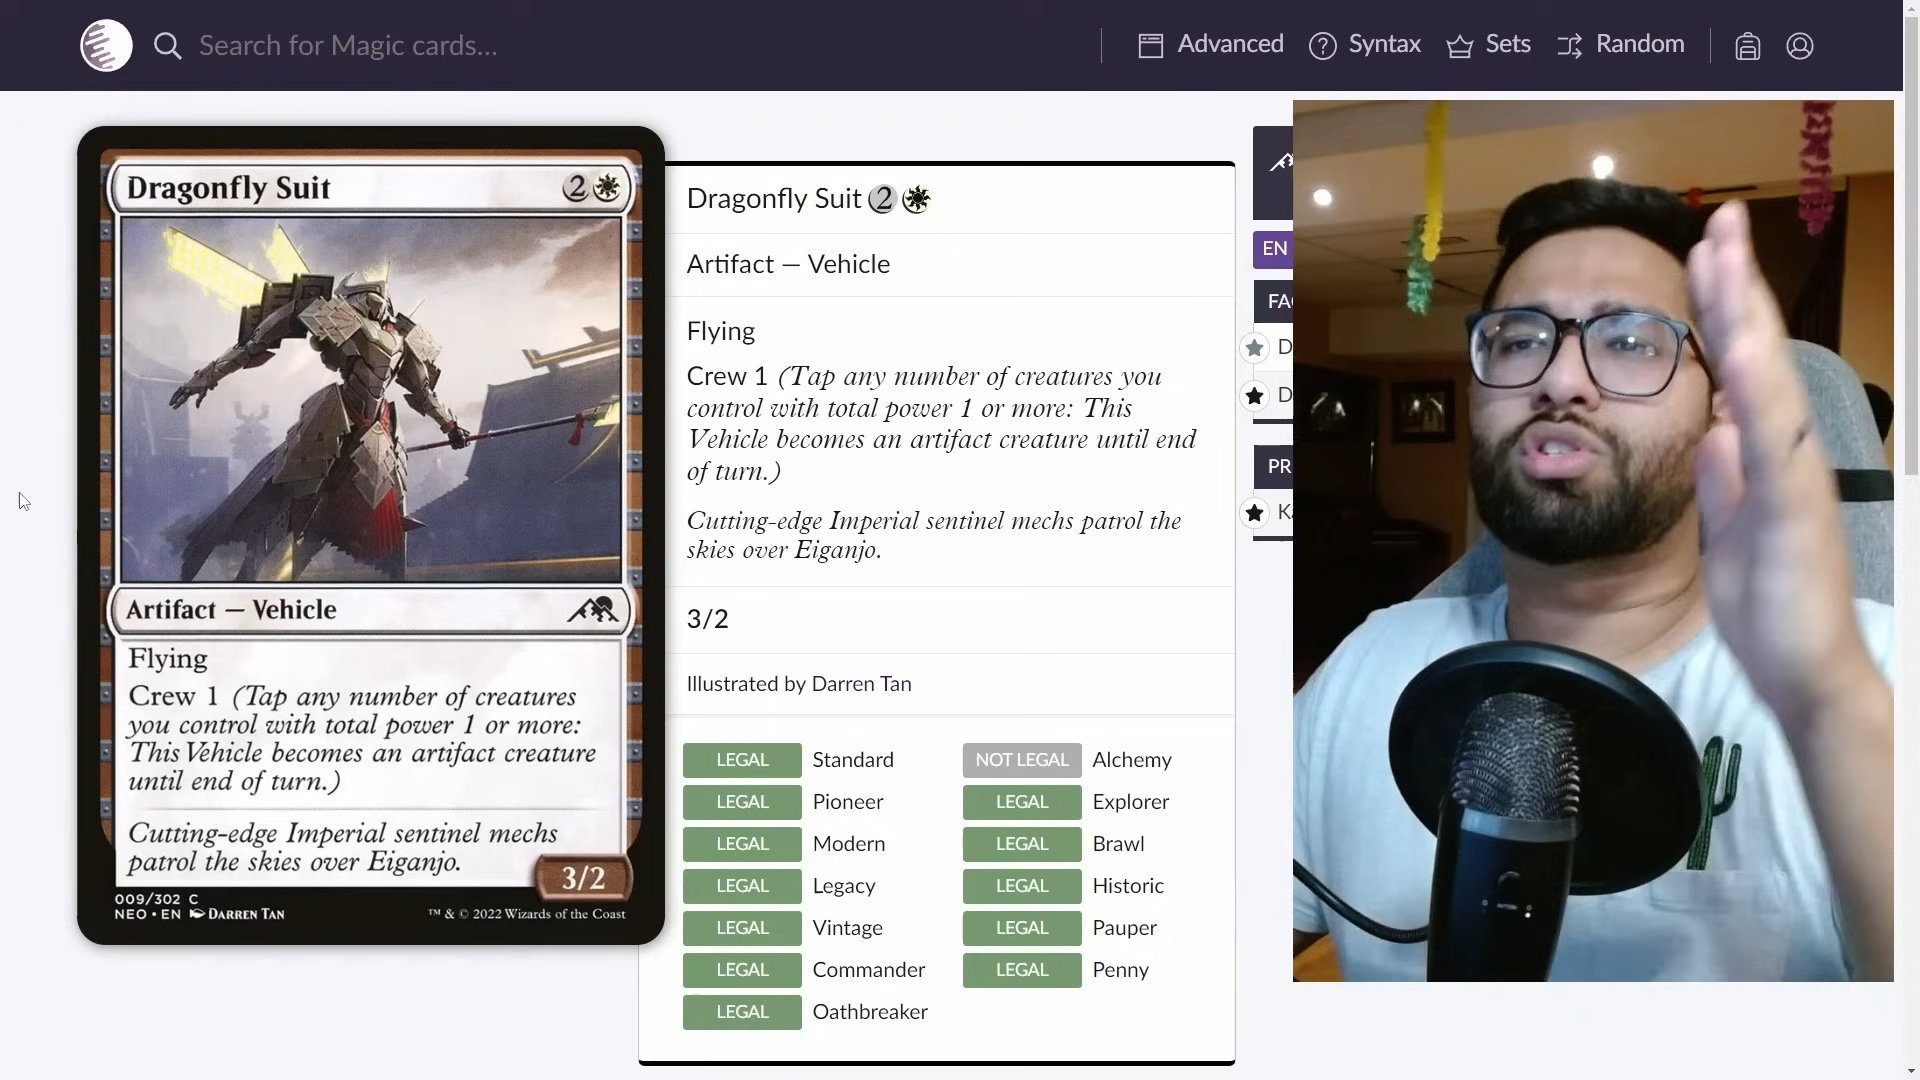 Search for Magic cards...
Advanced
Syntax
Sets
Random
Dragonfly Suit 2
Artifact — Vehicle
Flying
Crew 1 (Tap any number of creatures
you control with total power 1 or more:
This Vehicle becomes an artifact creature
until end of turn.)
Cutting-edge Imperial sentinel mechs
patrol the skies over Eiganjo.
3/2
009/302 C
NEO • EN DARREN TAN
™ & © 2022 Wizards of the Coast
Dragonfly Suit 2
Artifact — Vehicle
Flying
Crew 1 (Tap any number of creatures you
control with total power 1 or more: This
Vehicle becomes an artifact creature until end
of turn.)
Cutting-edge Imperial sentinel mechs patrol the
skies over Eiganjo.
3/2
Illustrated by Darren Tan
LEGAL Standard NOT LEGAL Alchemy
LEGAL Pioneer LEGAL Explorer
LEGAL Modern LEGAL Brawl
LEGAL Legacy LEGAL Historic
LEGAL Vintage LEGAL Pauper
LEGAL Commander LEGAL Penny
LEGAL Oathbreaker
EN
FA
D
D
PR
K